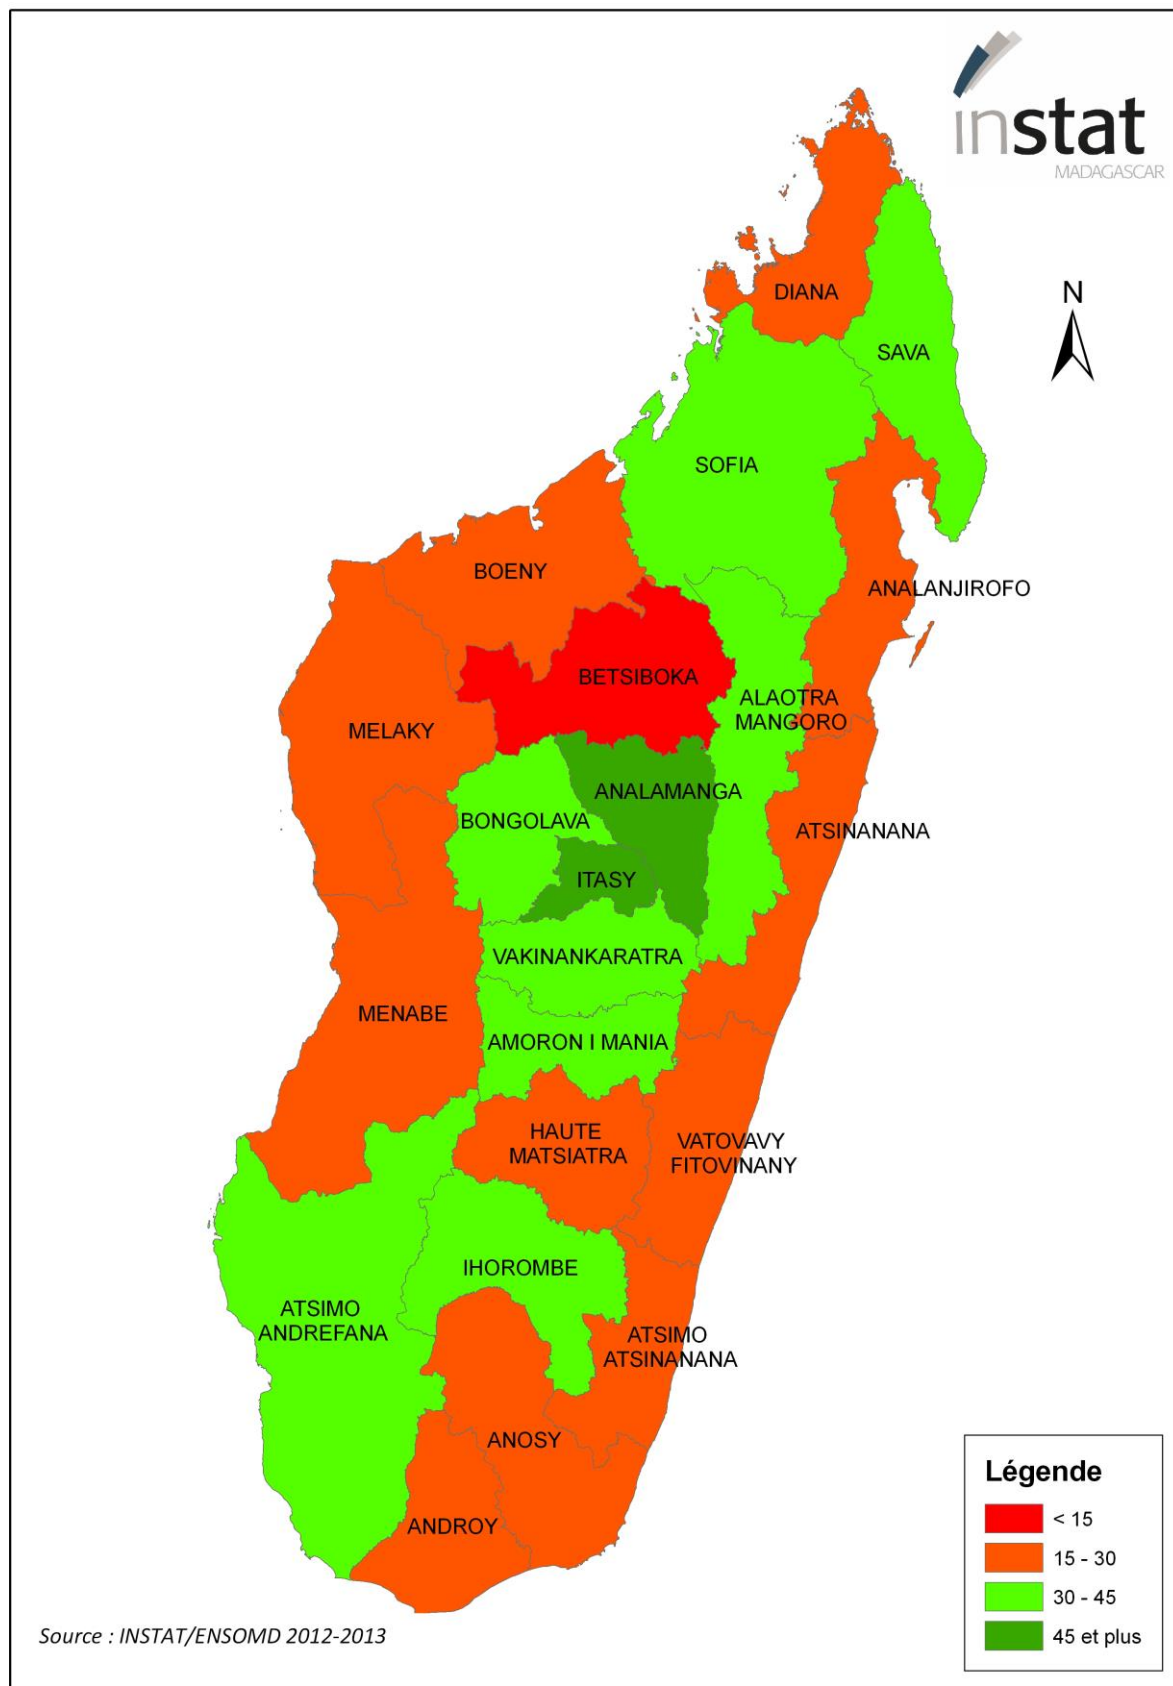 instat
MADAGASCAR
N
DIANA
SAVA
SOFIA
BOENY
ANALANJIROFO
BETSIBOKA
ALAOTRA
MANGORO
MELAKY
ANALAMANGA
BONGOLAVA
ATSINANANA
ITASY
VAKINANKARATRA
MENABE
AMORON I MANIA
HAUTE
MATSIATRA
VATOVAVY
FITOVINANY
IHOROMBE
ATSIMO
ANDREFANA
ATSIMO
ATSINANANA
ANOSY
ANDROY
Légende
< 15
15 - 30
30 - 45
45 et plus
Source : INSTAT/ENSOMD 2012-2013